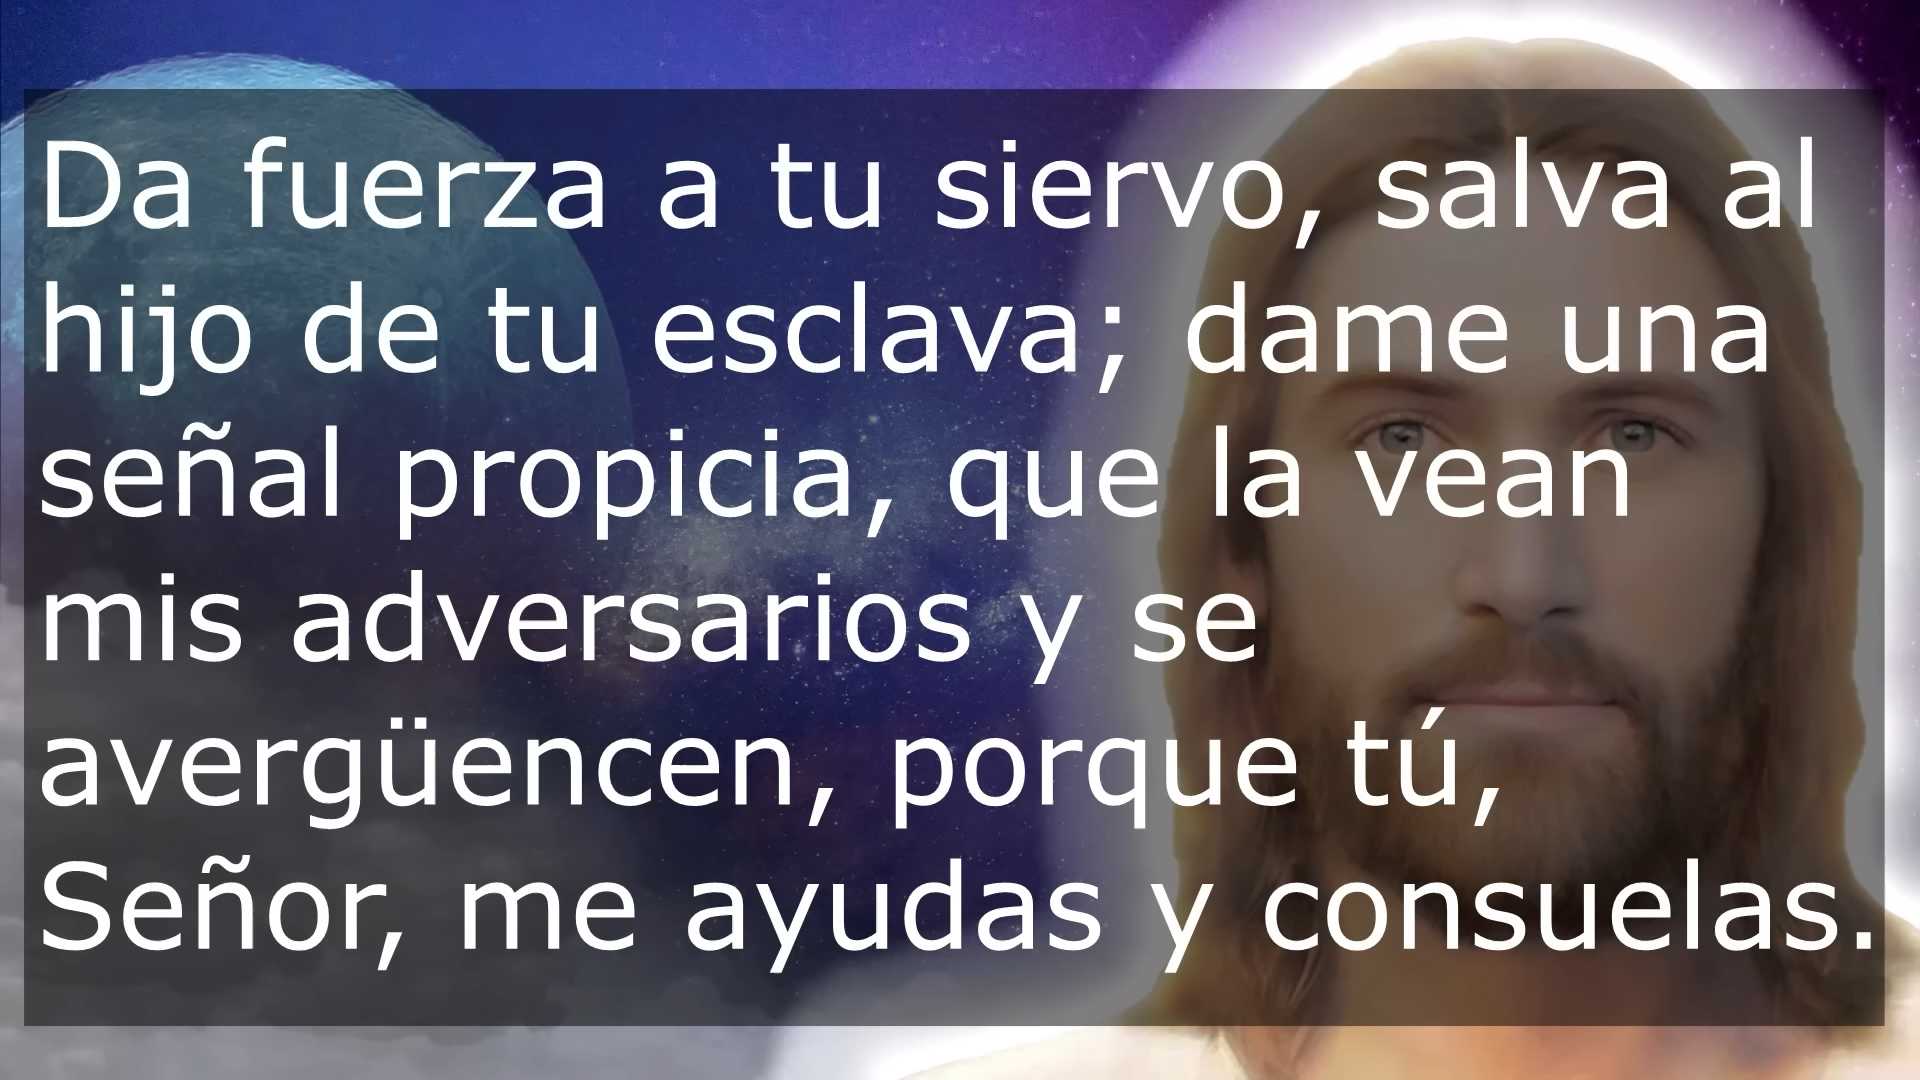 Da fuerza a tu siervo, salva al
hijo de tu esclava; dame una
señal propicia, que la vean
mis adversarios y se
avergüencen, porque tú,
Señor, me ayudas y consuelas.